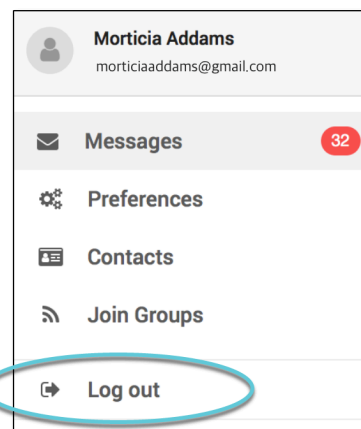 Morticia Addams
morticiaaddams@gmail.com
Messages 32
Preferences
Contacts
Join Groups
Log out